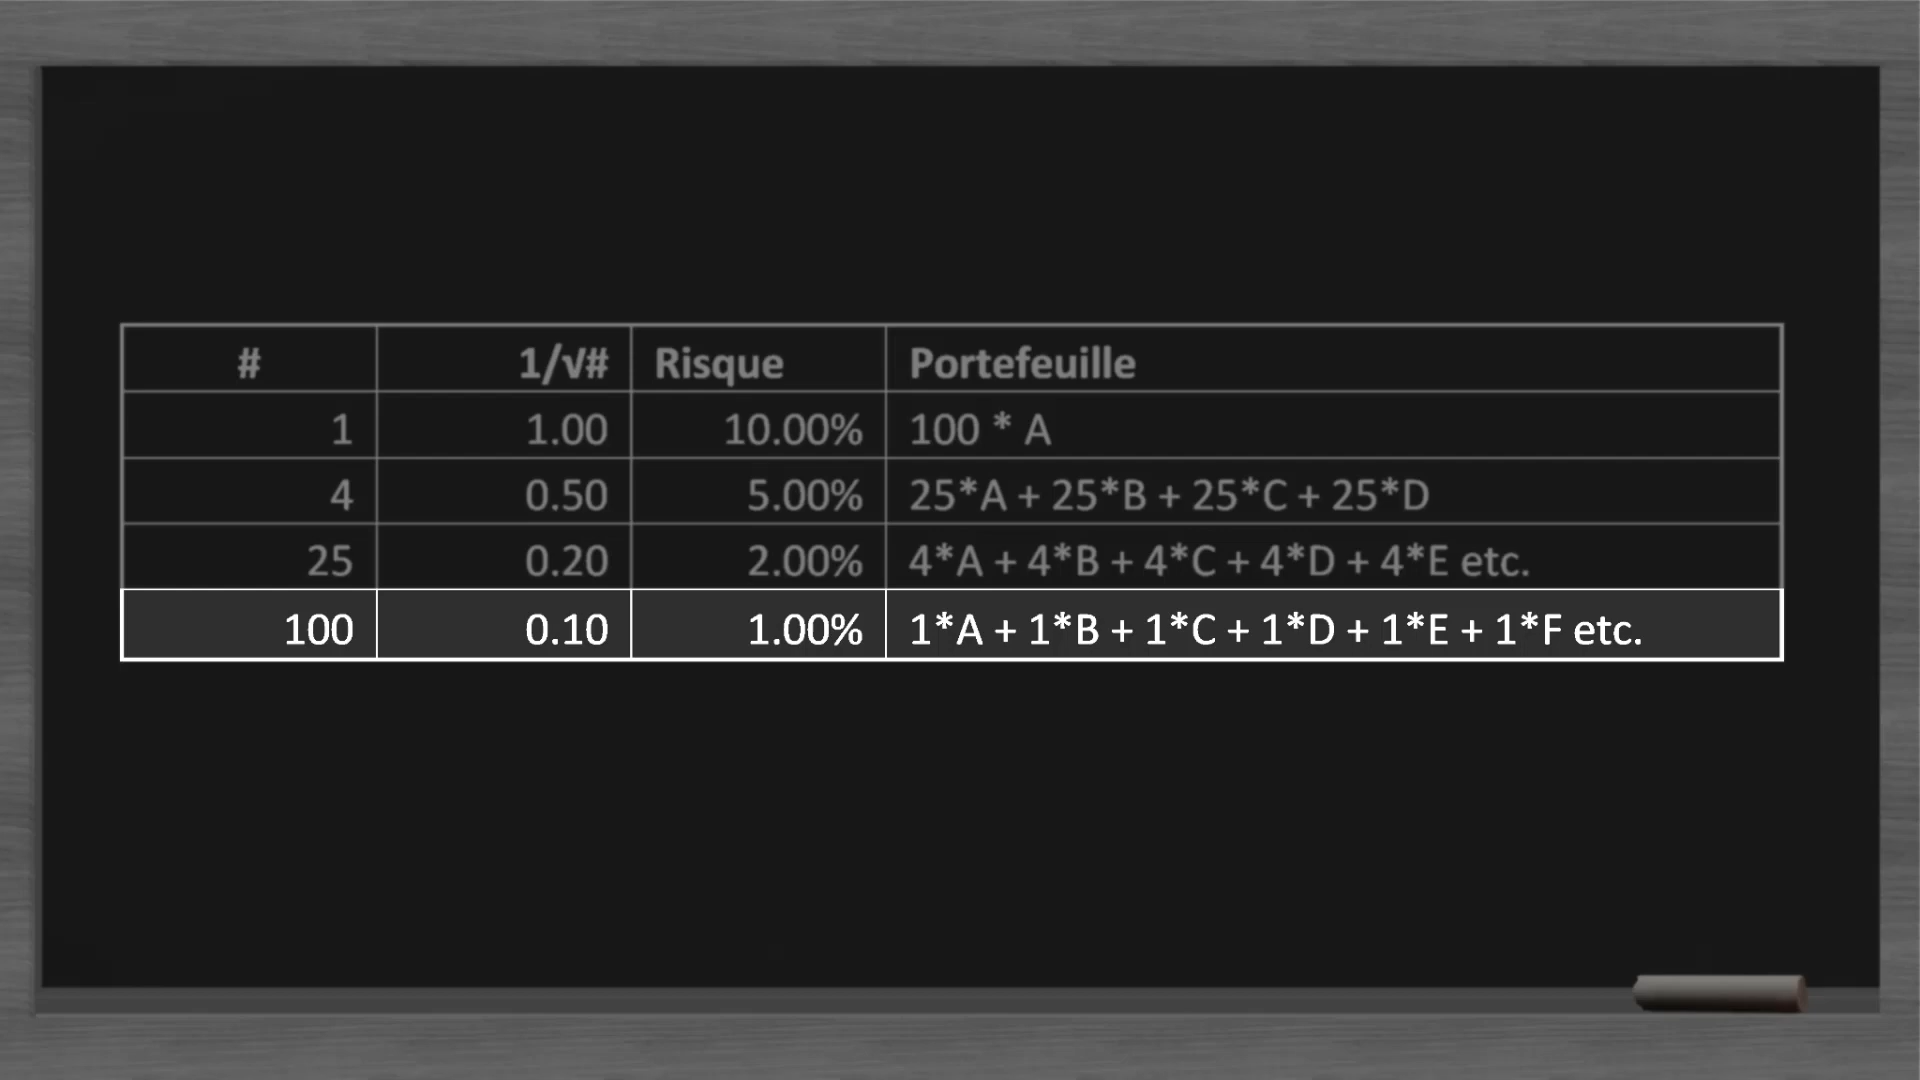 # 1/√# Risque Portefeuille
1 1.00 10.00% 100 * A
4 0.50 5.00% 25*A + 25*B + 25*C + 25*D
25 0.20 2.00% 4*A + 4*B + 4*C + 4*D + 4*E etc.
100 0.10 1.00% 1*A + 1*B + 1*C + 1*D + 1*E + 1*F etc.